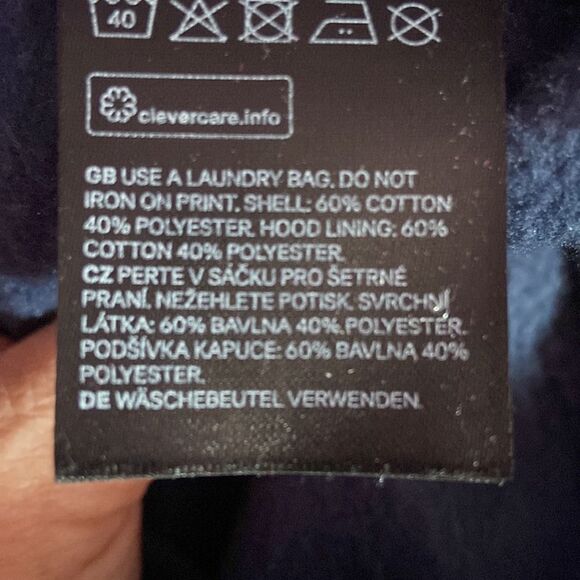 40
clevercare.info
GB USE A LAUNDRY BAG. DO NOT
IRON ON PRINT. SHELL: 60% COTTON
40% POLYESTER. HOOD LINING: 60%
COTTON 40% POLYESTER.
CZ PERTE V SÁČKU PRO ŠETRNÉ
PRANÍ. NEŽEHLETE POTISK. SVRCHNÍ
LÁTKA: 60% BAVLNA 40% POLYESTER.
PODŠÍVKA KAPUCE: 60% BAVLNA 40%
POLYESTER.
DE WÄSCHEBEUTEL VERWENDEN.